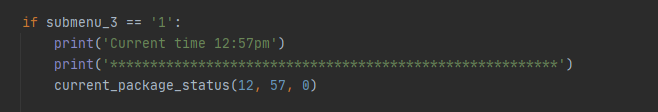 if submenu_3 == '1':
    print('Current time 12:57pm')
    print('********************************************************')
    current_package_status(12, 57, 0)